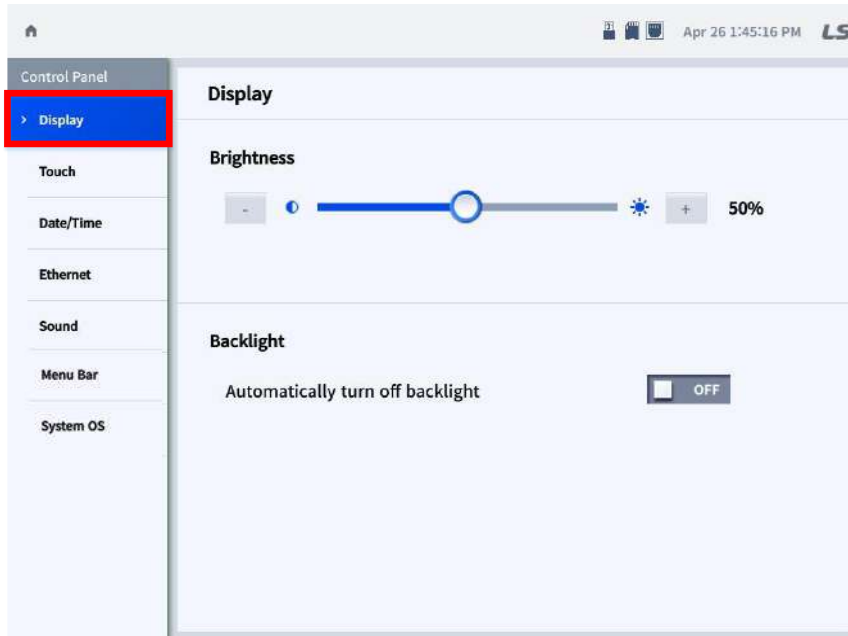 Apr 26 1:45:16 PM LS
Control Panel
> Display
Touch
Date/Time
Ethernet
Sound
Menu Bar
System OS
Display
Brightness
- + 50%
Backlight
Automatically turn off backlight OFF